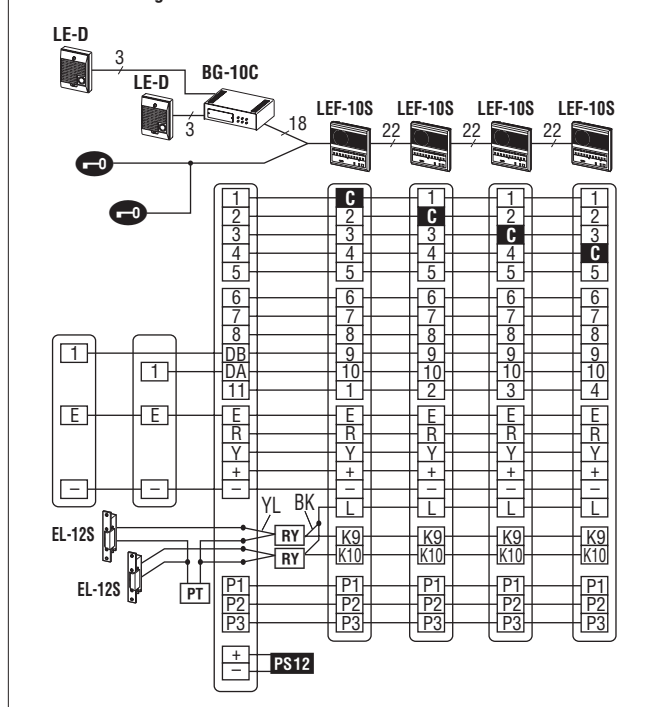 LE-D
3
BG-10C
LE-D
3
18
LEF-10S LEF-10S LEF-10S LEF-10S
22 22 22
1 C 1 1 1
2 2 C 2 2
3 3 3 C 3
4 4 4 4 C
5 5 5 5 5
6 6 6 6 6
7 7 7 7 7
8 8 8 8 8
1 DB 9 9 9 9
1 DA 10 10 10 10
11 1 2 3 4
E E E E E E E
R R R R R
Y Y Y Y Y
+ + + + +
− − − − − − −
YL BK L L L L
EL-12S RY K9 K9 K9 K9
RY K10 K10 K10 K10
EL-12S PT P1 P1 P1 P1 P1
P2 P2 P2 P2 P2
P3 P3 P3 P3 P3
+
− PS12